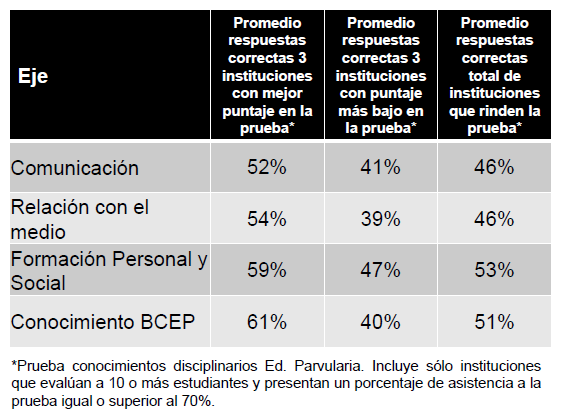 Eje
Promedio
respuestas
correctas 3
instituciones
con mejor
puntaje en la
prueba*
Promedio
respuestas
correctas 3
instituciones
con puntaje
más bajo en
la prueba*
Promedio
respuestas
correctas
total de
instituciones
que rinden la
prueba*
Comunicación 52% 41% 46%
Relación con el
medio 54% 39% 46%
Formación Personal y
Social 59% 47% 53%
Conocimiento BCEP 61% 40% 51%
*Prueba conocimientos disciplinarios Ed. Parvularia. Incluye sólo instituciones
que evalúan a 10 o más estudiantes y presentan un porcentaje de asistencia a la
prueba igual o superior al 70%.